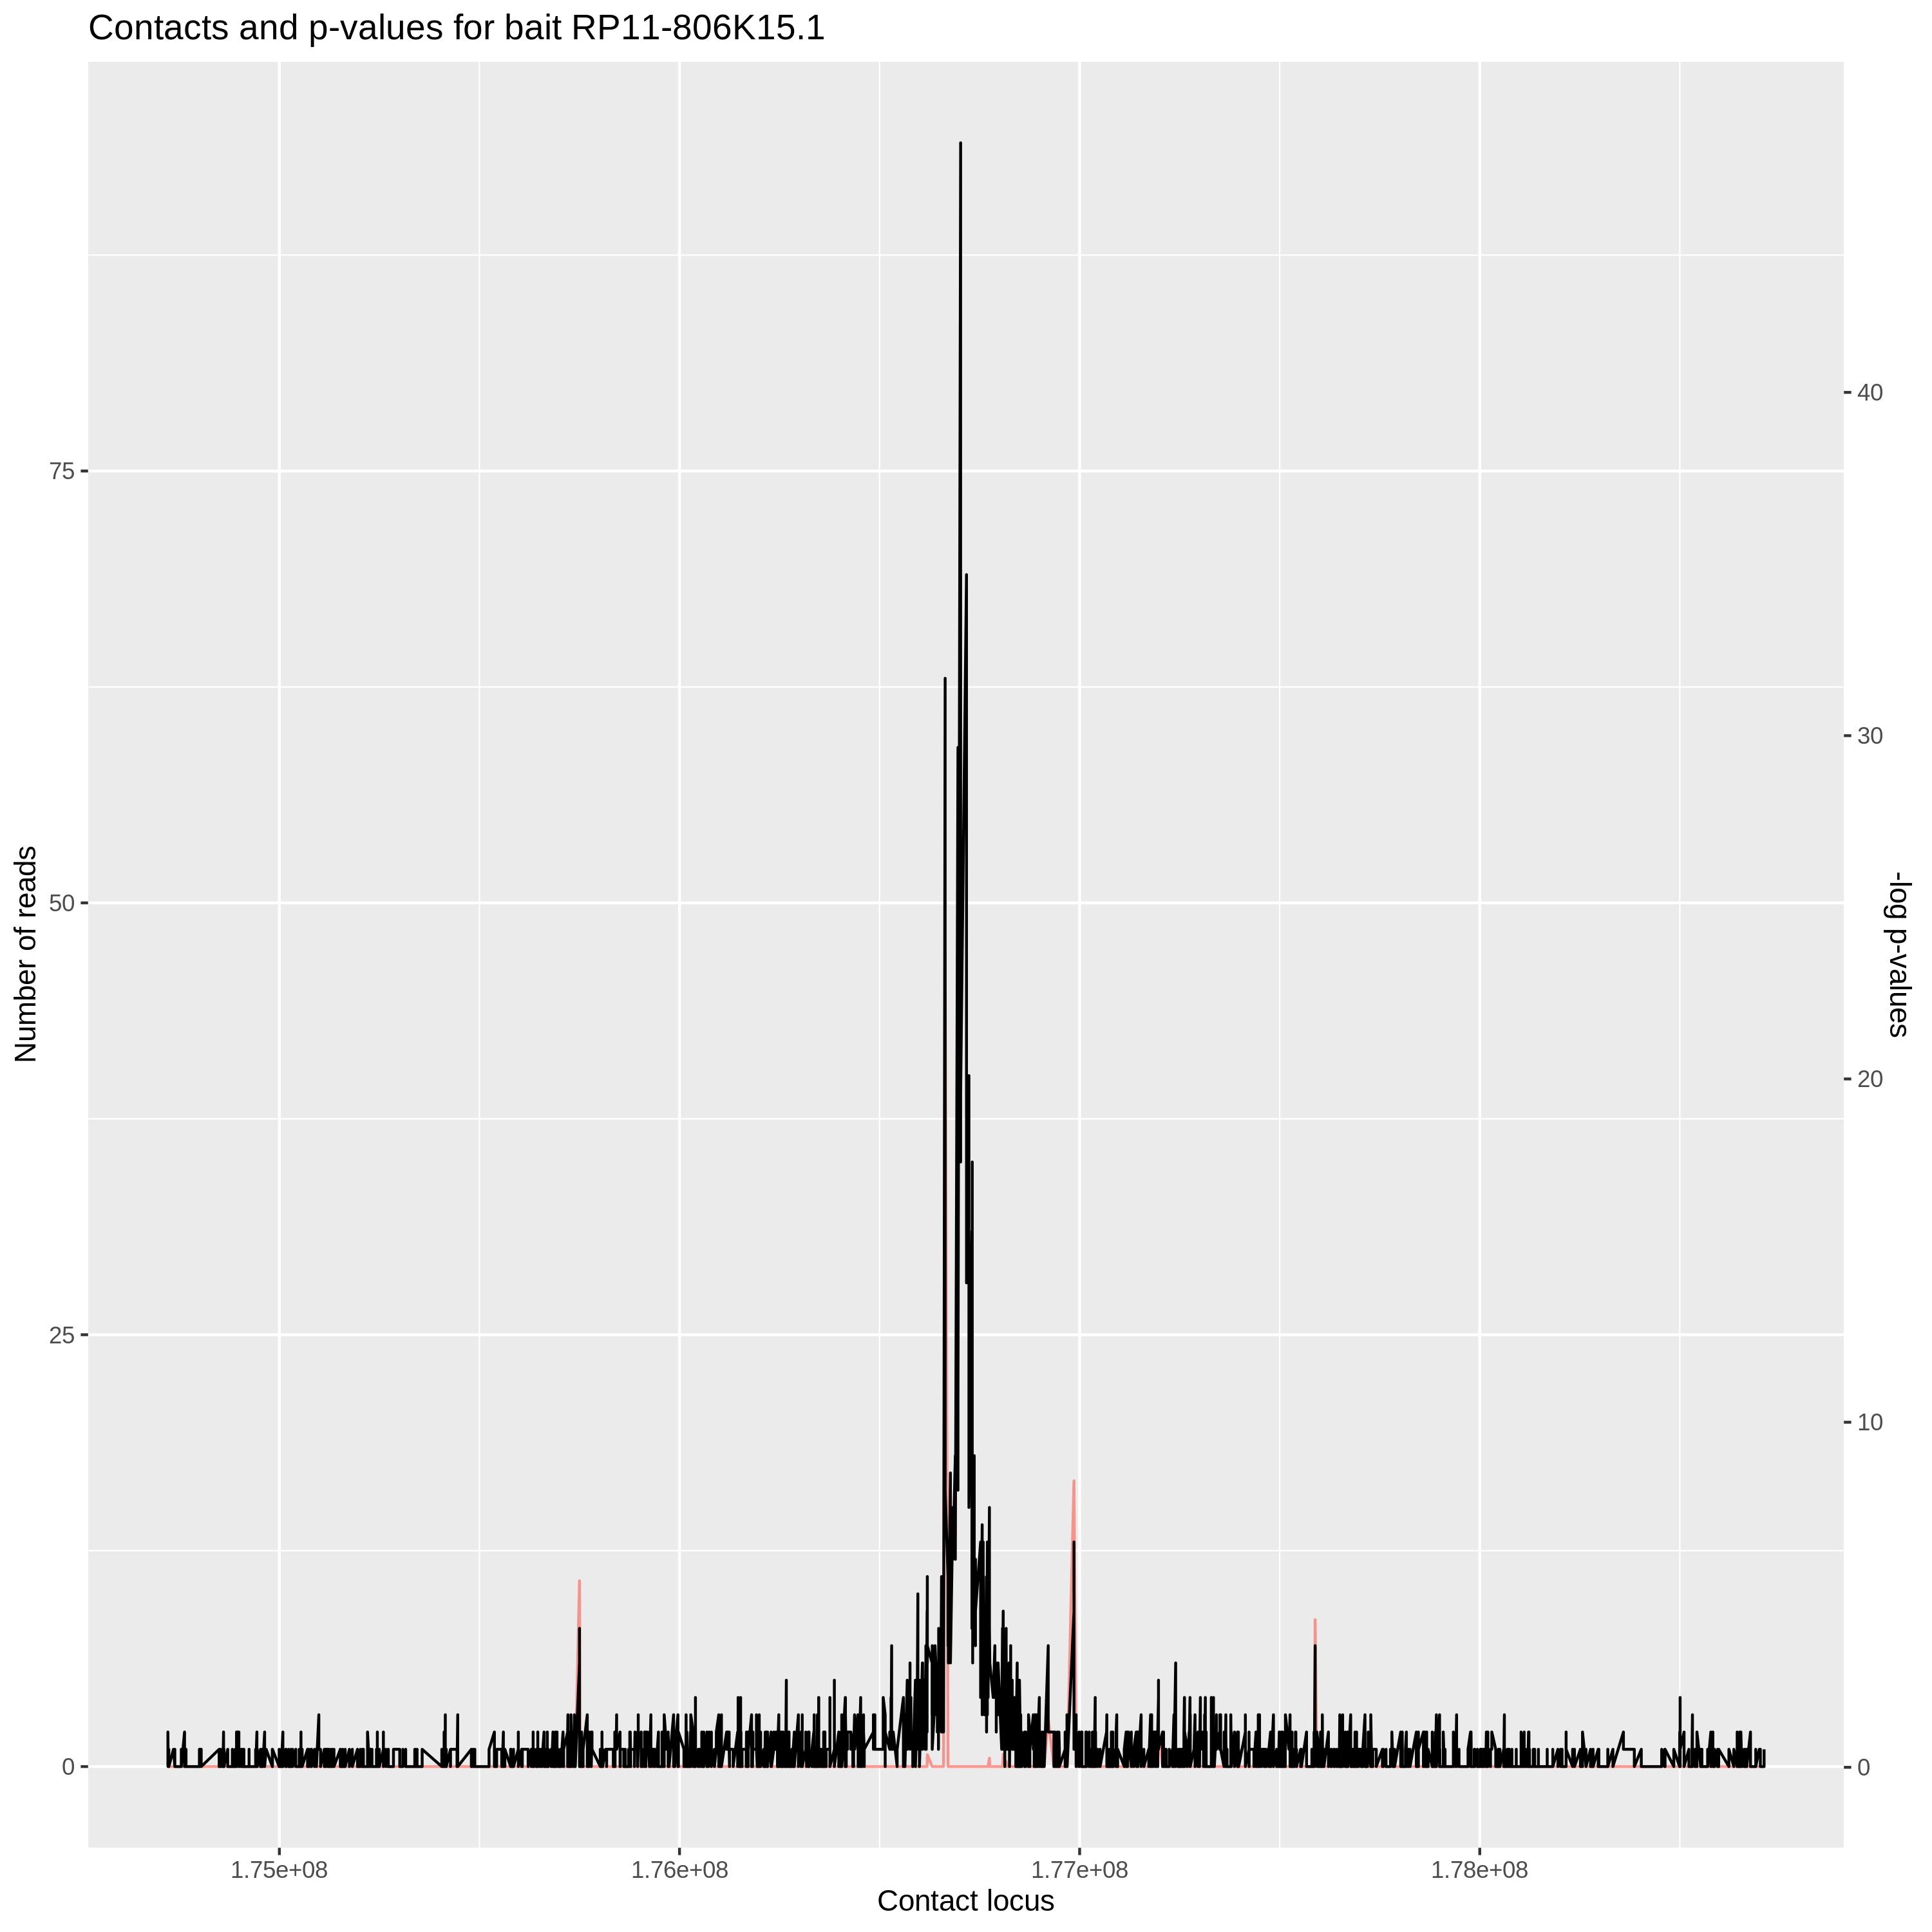 Contacts and p-values for bait RP11-806K15.1
Number of reads
75
50
25
0
40
30
20
10
0
-log p-values
1.75e+08 1.76e+08 1.77e+08 1.78e+08
Contact locus